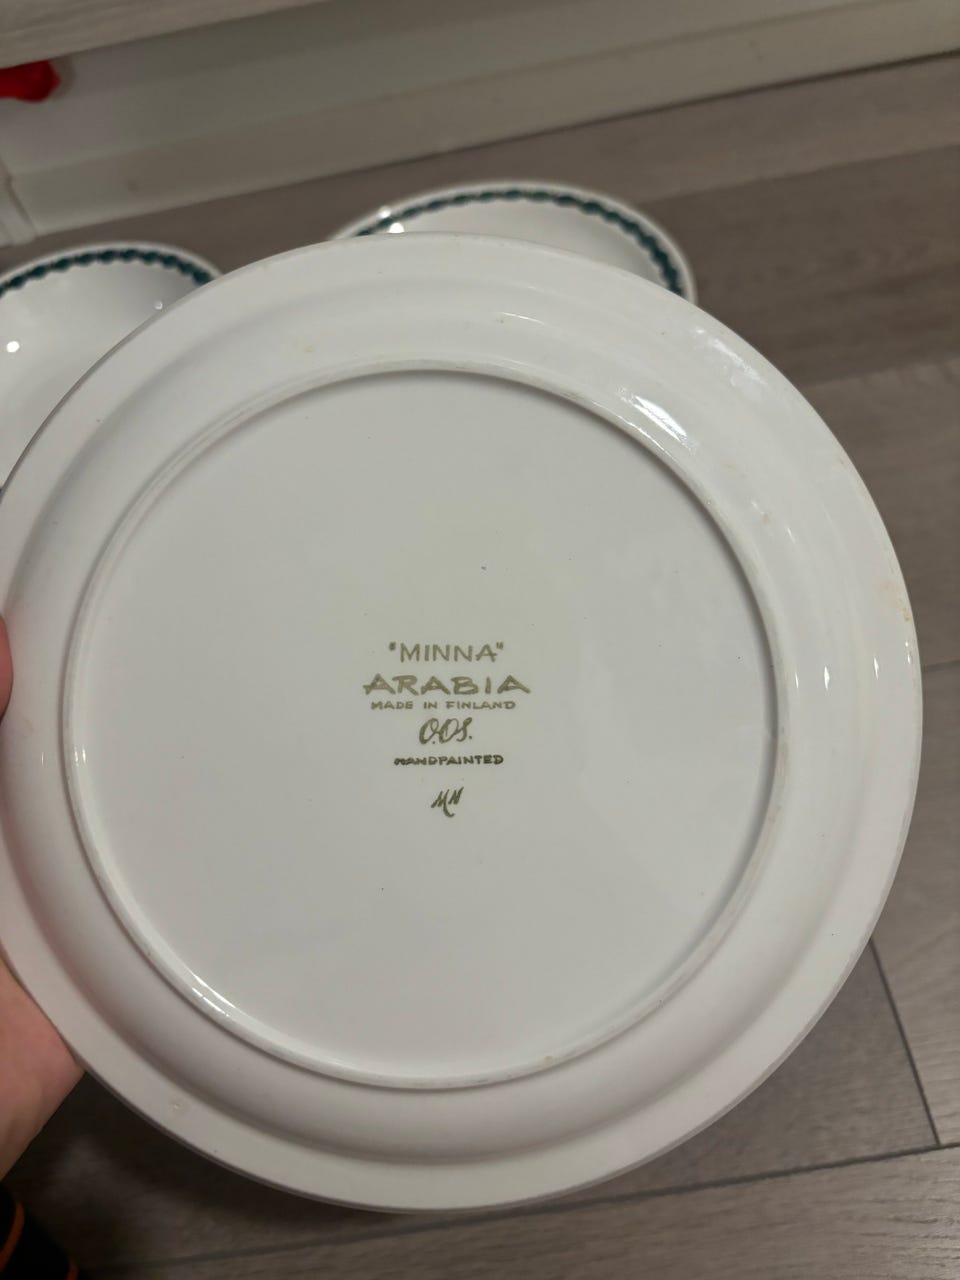 "MINNA"
ARABIA
MADE IN FINLAND
O.OS.
HANDPAINTED
MN